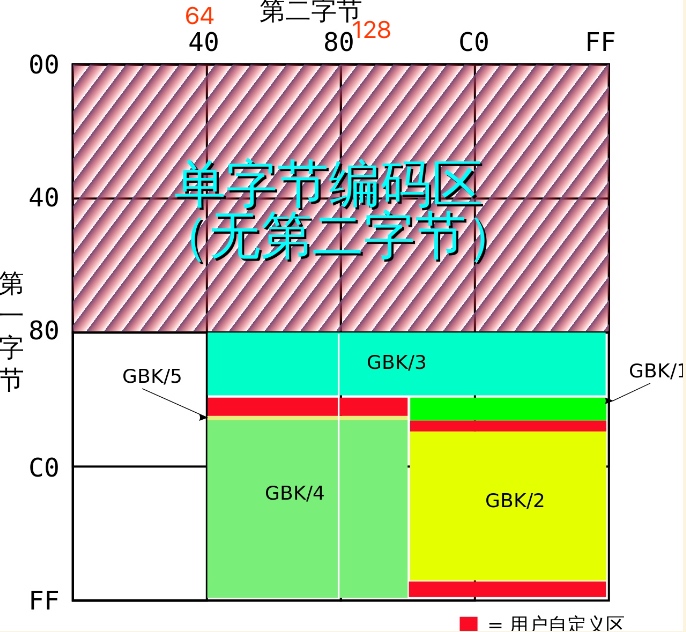 第二字节
64
128
40 80 C0 FF
00
单字节编码区
40
(无第二字节)
第一字节
80
GBK/3
GBK/5
GBK/1
C0
GBK/4
GBK/2
FF
= 用户自定义区